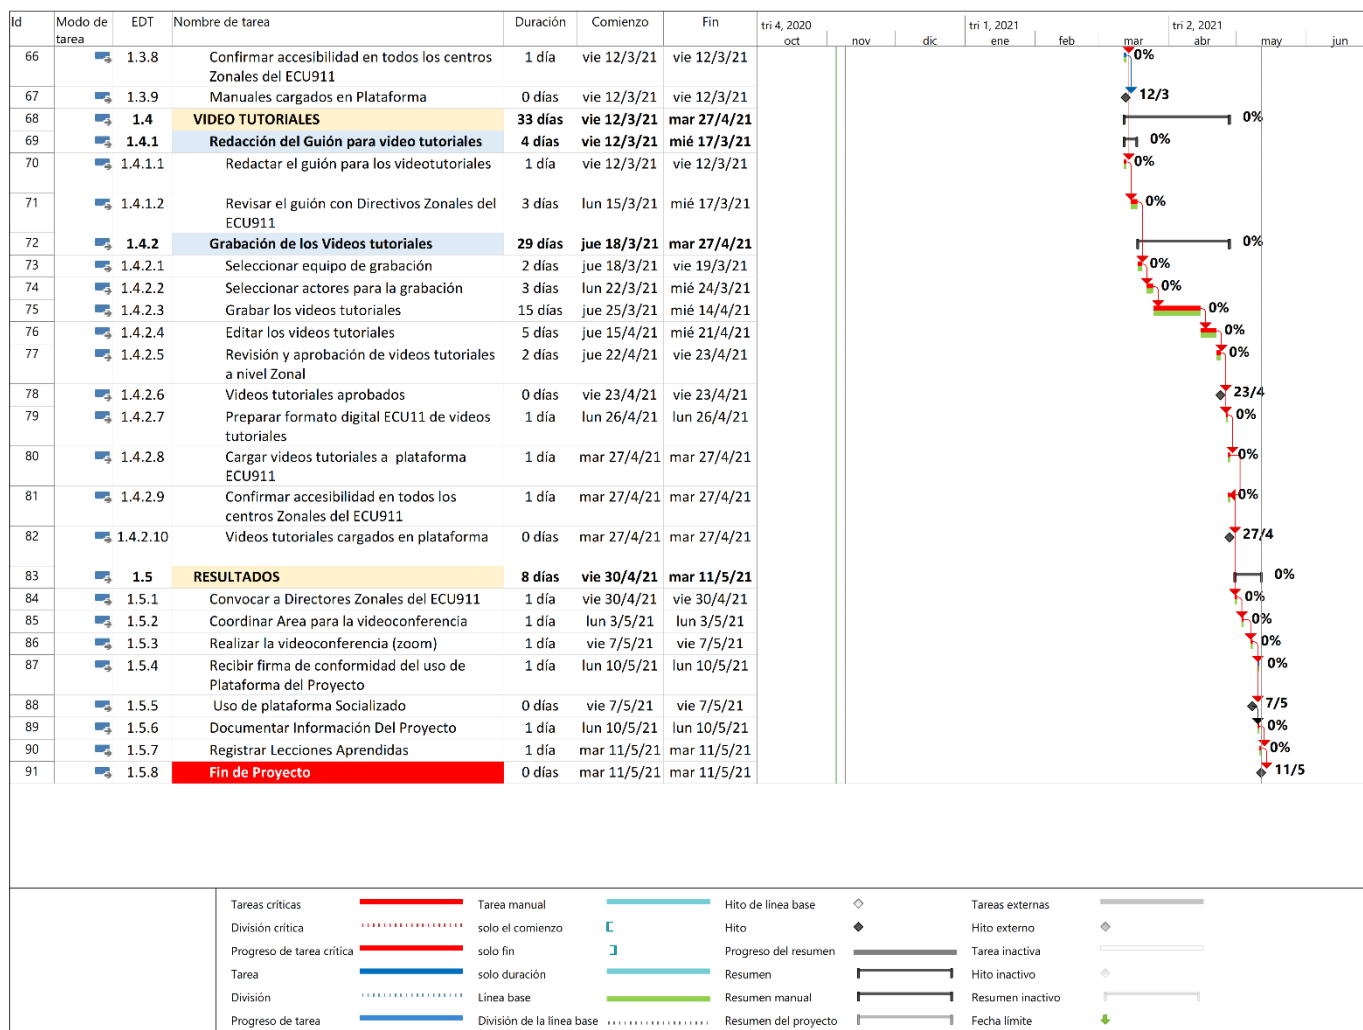 Id Modo de tarea EDT Nombre de tarea Duración Comienzo Fin tri 4, 2020 tri 1, 2021 tri 2, 2021
oct nov dic ene feb mar abr may jun
66 1.3.8 Confirmar accesibilidad en todos los centros 1 día vie 12/3/21 vie 12/3/21 0%
Zonales del ECU911
67 1.3.9 Manuales cargados en Plataforma 0 días vie 12/3/21 vie 12/3/21 12/3
68 1.4 VIDEO TUTORIALES 33 días vie 12/3/21 mar 27/4/21 0%
69 1.4.1 Redacción del Guión para video tutoriales 4 días vie 12/3/21 mié 17/3/21 0%
70 1.4.1.1 Redactar el guión para los videotutoriales 1 día vie 12/3/21 vie 12/3/21 0%
71 1.4.1.2 Revisar el guión con Directivos Zonales del 3 días lun 15/3/21 mié 17/3/21 0%
ECU911
72 1.4.2 Grabación de los Videos tutoriales 29 días jue 18/3/21 mar 27/4/21 0%
73 1.4.2.1 Seleccionar equipo de grabación 2 días jue 18/3/21 vie 19/3/21 0%
74 1.4.2.2 Seleccionar actores para la grabación 3 días lun 22/3/21 mié 24/3/21 0%
75 1.4.2.3 Grabar los videos tutoriales 15 días jue 25/3/21 mié 14/4/21 0%
76 1.4.2.4 Editar los videos tutoriales 5 días jue 15/4/21 mié 21/4/21 0%
77 1.4.2.5 Revisión y aprobación de videos tutoriales 2 días jue 22/4/21 vie 23/4/21 0%
a nivel Zonal
78 1.4.2.6 Videos tutoriales aprobados 0 días vie 23/4/21 vie 23/4/21 23/4
79 1.4.2.7 Preparar formato digital ECU11 de videos 1 día lun 26/4/21 lun 26/4/21 0%
tutoriales
80 1.4.2.8 Cargar videos tutoriales a plataforma 1 día mar 27/4/21 mar 27/4/21 0%
ECU911
81 1.4.2.9 Confirmar accesibilidad en todos los 1 día mar 27/4/21 mar 27/4/21 0%
centros Zonales del ECU911
82 1.4.2.10 Videos tutoriales cargados en plataforma 0 días mar 27/4/21 mar 27/4/21 27/4
83 1.5 RESULTADOS 8 días vie 30/4/21 mar 11/5/21 0%
84 1.5.1 Convocar a Directores Zonales del ECU911 1 día vie 30/4/21 vie 30/4/21 0%
85 1.5.2 Coordinar Area para la videoconferencia 1 día lun 3/5/21 lun 3/5/21 0%
86 1.5.3 Realizar la videoconferencia (zoom) 1 día vie 7/5/21 vie 7/5/21 0%
87 1.5.4 Recibir firma de conformidad del uso de 1 día lun 10/5/21 lun 10/5/21 0%
Plataforma del Proyecto
88 1.5.5 Uso de plataforma Socializado 0 días vie 7/5/21 vie 7/5/21 7/5
89 1.5.6 Documentar Información Del Proyecto 1 día lun 10/5/21 lun 10/5/21 0%
90 1.5.7 Registrar Lecciones Aprendidas 1 día mar 11/5/21 mar 11/5/21 0%
91 1.5.8 Fin de Proyecto 0 días mar 11/5/21 mar 11/5/21 11/5
Tareas críticas Tarea manual Hito de línea base Tareas externas
División crítica solo el comienzo Hito Hito externo
Progreso de tarea crítica solo fin Progreso del resumen Tarea inactiva
Tarea solo duración Resumen Hito inactivo
División Línea base Resumen manual Resumen inactivo
Progreso de tarea División de la línea base Resumen del proyecto Fecha límite